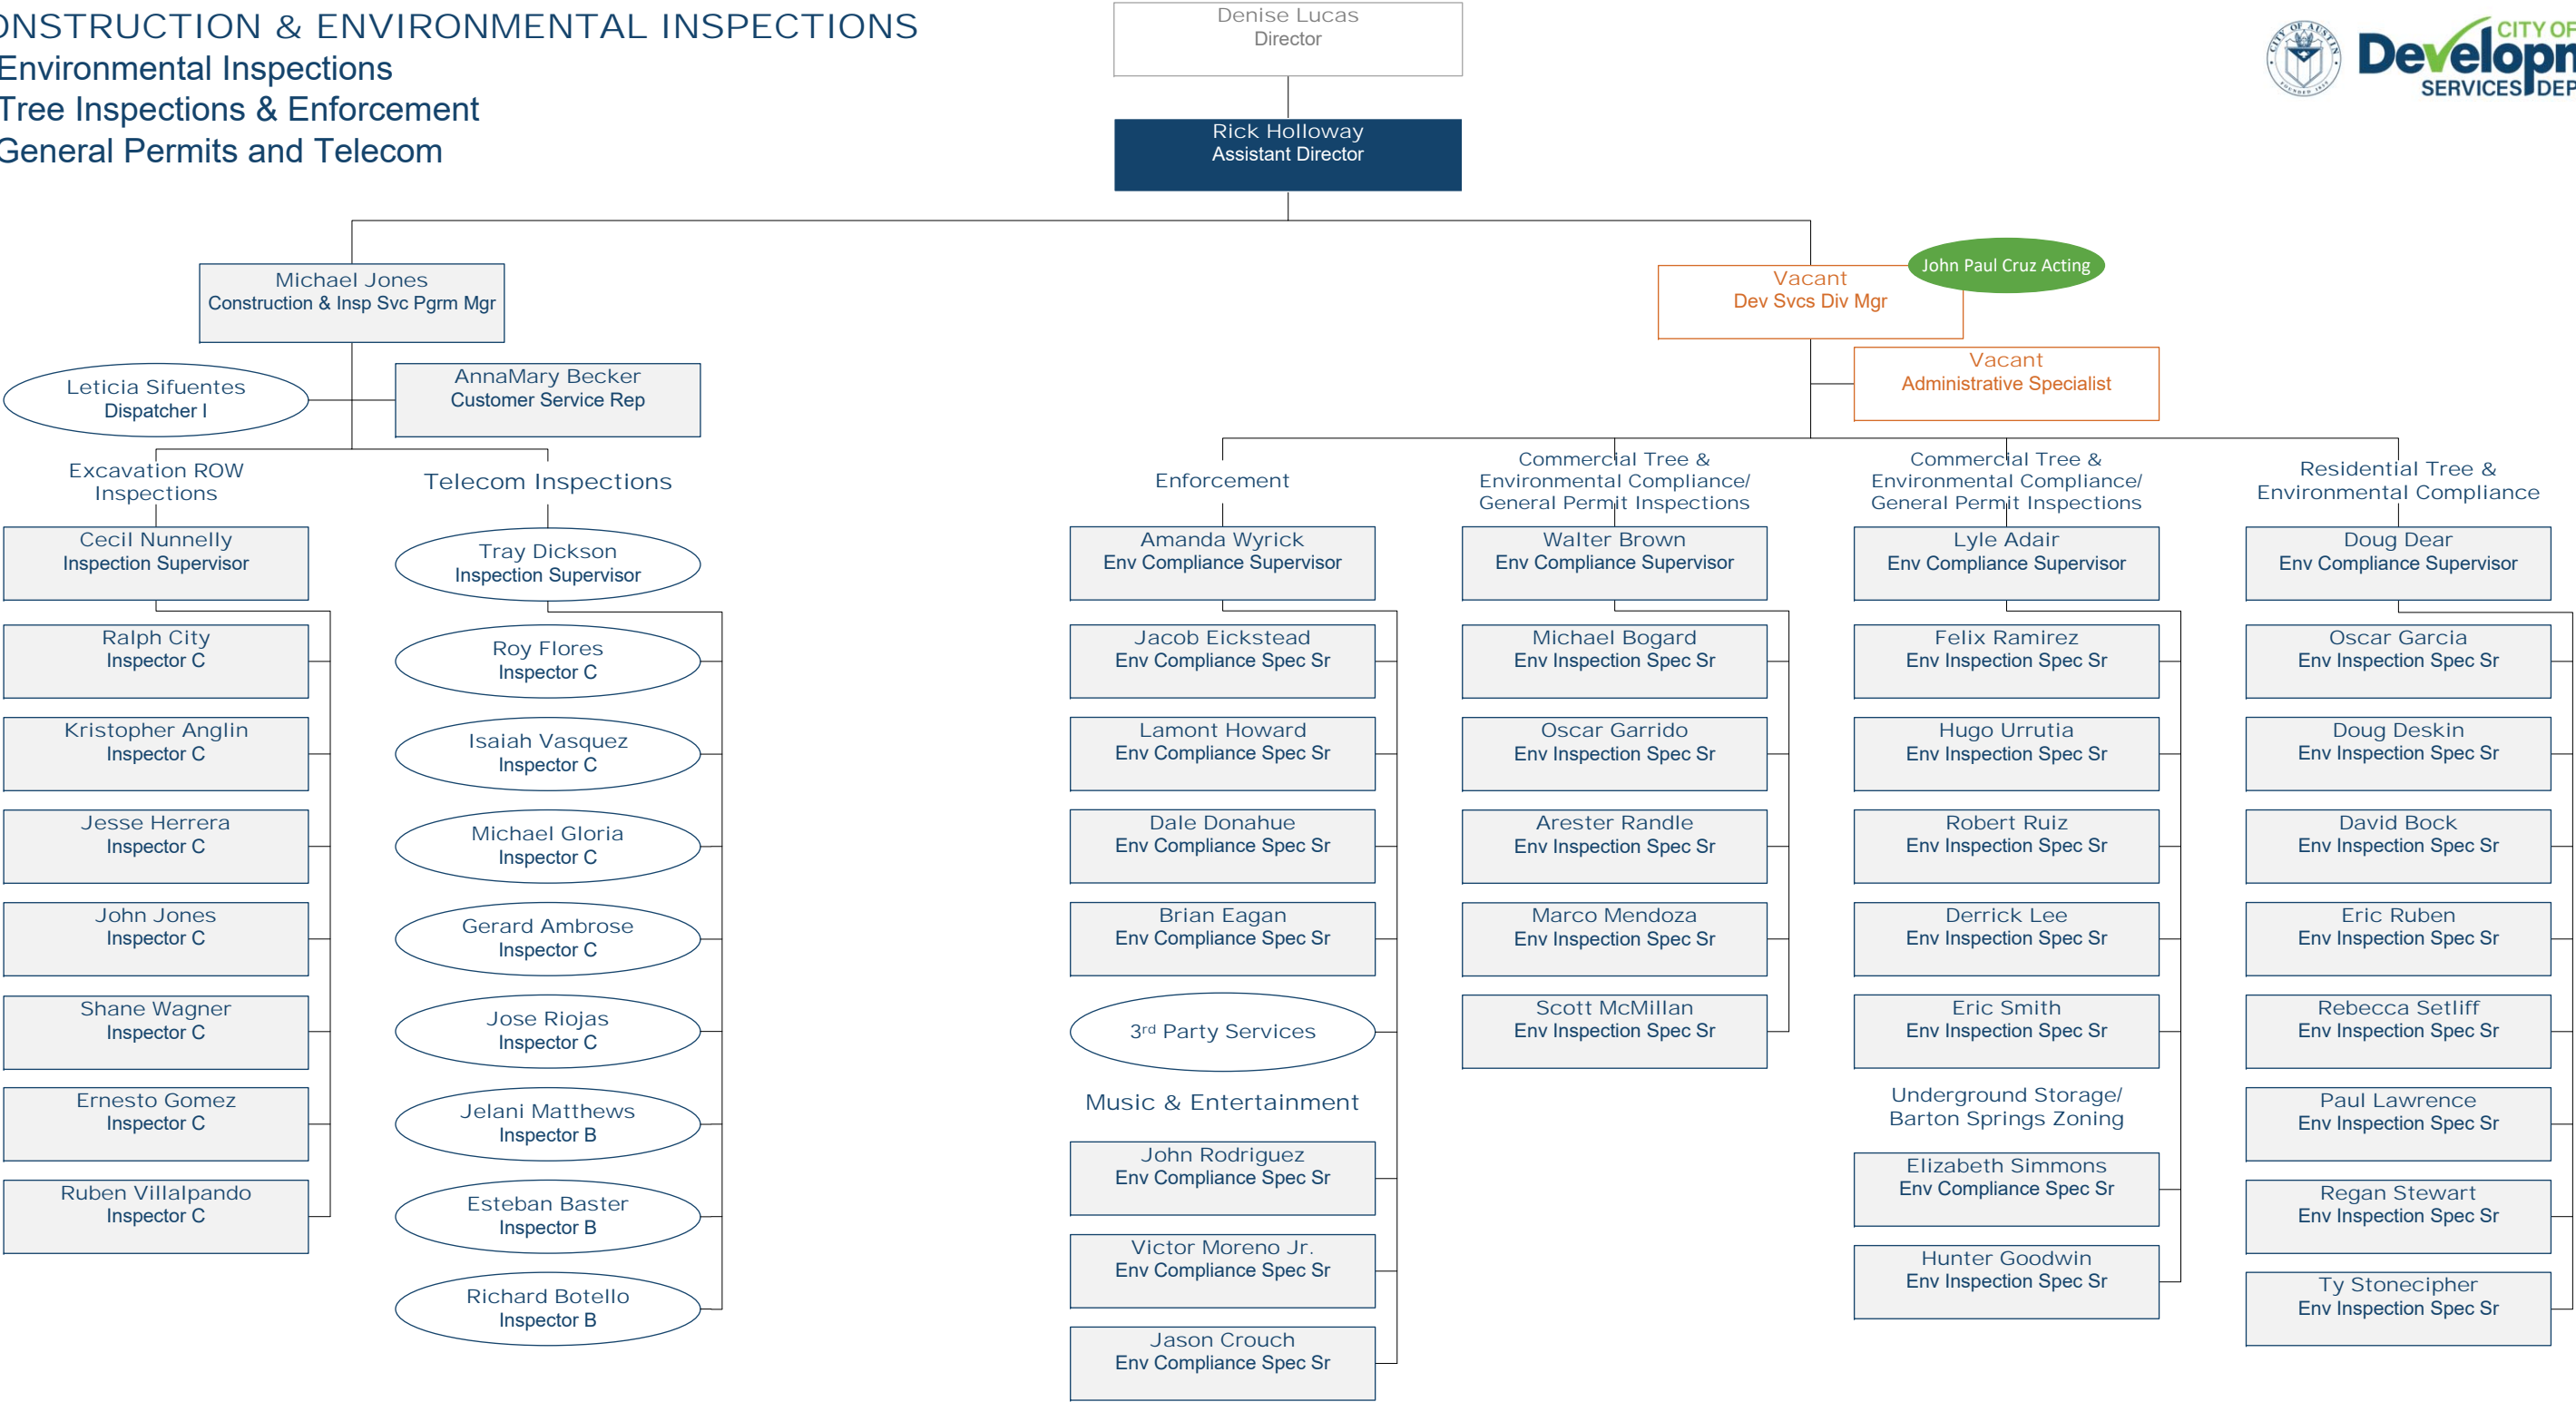 ONSTRUCTION & ENVIRONMENTAL INSPECTIONS
Environmental Inspections
Tree Inspections & Enforcement
General Permits and Telecom
Denise Lucas
Director
CITY OF AUSTIN
FOUNDED 1839
CITY OF
Developm
SERVICES DEP
Rick Holloway
Assistant Director
Michael Jones
Construction & Insp Svc Pgrm Mgr
John Paul Cruz Acting
Vacant
Dev Svcs Div Mgr
Leticia Sifuentes
Dispatcher I
AnnaMary Becker
Customer Service Rep
Vacant
Administrative Specialist
Excavation ROW
Inspections
Cecil Nunnelly
Inspection Supervisor
Ralph City
Inspector C
Kristopher Anglin
Inspector C
Jesse Herrera
Inspector C
John Jones
Inspector C
Shane Wagner
Inspector C
Ernesto Gomez
Inspector C
Ruben Villalpando
Inspector C
Telecom Inspections
Tray Dickson
Inspection Supervisor
Roy Flores
Inspector C
Isaiah Vasquez
Inspector C
Michael Gloria
Inspector C
Gerard Ambrose
Inspector C
Jose Riojas
Inspector C
Jelani Matthews
Inspector B
Esteban Baster
Inspector B
Richard Botello
Inspector B
Enforcement
Amanda Wyrick
Env Compliance Supervisor
Jacob Eickstead
Env Compliance Spec Sr
Lamont Howard
Env Compliance Spec Sr
Dale Donahue
Env Compliance Spec Sr
Brian Eagan
Env Compliance Spec Sr
3rd Party Services
Music & Entertainment
John Rodriguez
Env Compliance Spec Sr
Victor Moreno Jr.
Env Compliance Spec Sr
Jason Crouch
Env Compliance Spec Sr
Commercial Tree &
Environmental Compliance/
General Permit Inspections
Walter Brown
Env Compliance Supervisor
Michael Bogard
Env Inspection Spec Sr
Oscar Garrido
Env Inspection Spec Sr
Arester Randle
Env Inspection Spec Sr
Marco Mendoza
Env Inspection Spec Sr
Scott McMillan
Env Inspection Spec Sr
Commercial Tree &
Environmental Compliance/
General Permit Inspections
Lyle Adair
Env Compliance Supervisor
Felix Ramirez
Env Inspection Spec Sr
Hugo Urrutia
Env Inspection Spec Sr
Robert Ruiz
Env Inspection Spec Sr
Derrick Lee
Env Inspection Spec Sr
Eric Smith
Env Inspection Spec Sr
Underground Storage/
Barton Springs Zoning
Elizabeth Simmons
Env Compliance Spec Sr
Hunter Goodwin
Env Inspection Spec Sr
Residential Tree &
Environmental Compliance
Doug Dear
Env Compliance Supervisor
Oscar Garcia
Env Inspection Spec Sr
Doug Deskin
Env Inspection Spec Sr
David Bock
Env Inspection Spec Sr
Eric Ruben
Env Inspection Spec Sr
Rebecca Setliff
Env Inspection Spec Sr
Paul Lawrence
Env Inspection Spec Sr
Regan Stewart
Env Inspection Spec Sr
Ty Stonecipher
Env Inspection Spec Sr